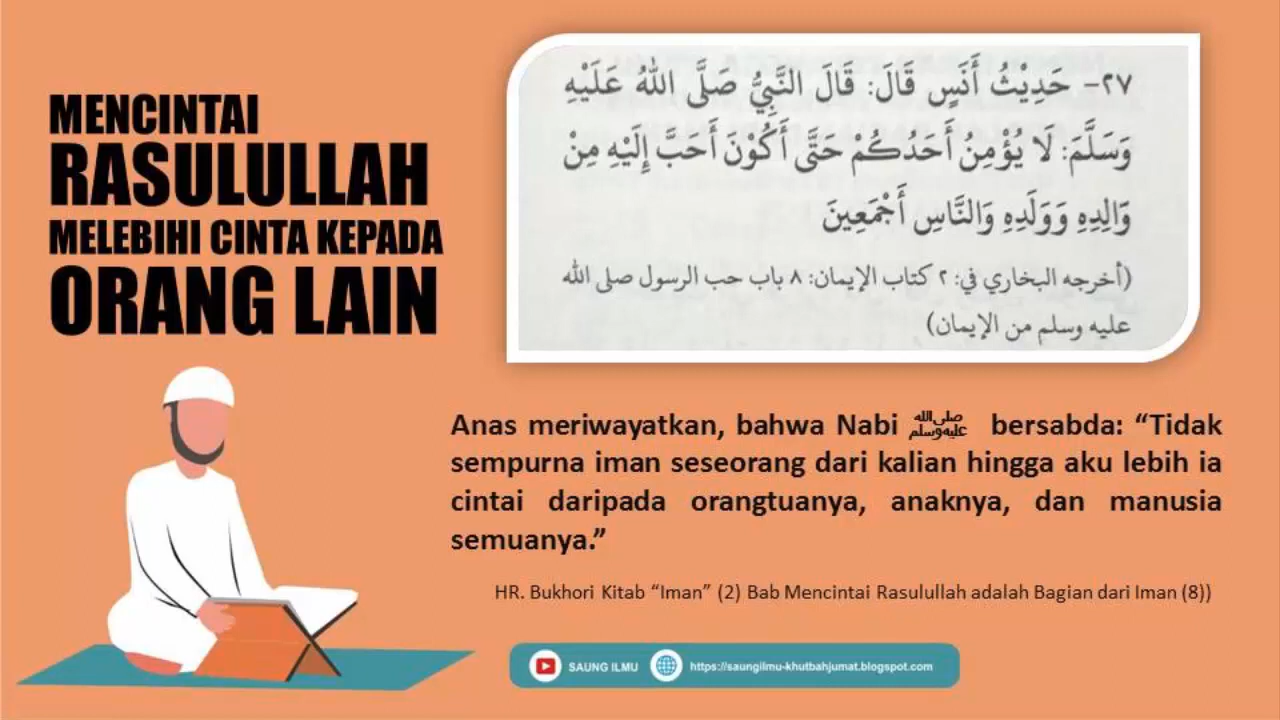 MENCINTAI
RASULULLAH
MELEBIHI CINTA KEPADA
ORANG LAIN
٢٧- حَدِيْثُ أَنَسٍ قَالَ: قَالَ النَّبِيُّ صَلَّى اللهُ عَلَيْهِ
وَسَلَّمَ: لَا يُؤْمِنُ أَحَدُكُمْ حَتَّى أَكُوْنَ أَحَبَّ إِلَيْهِ مِنْ
وَالِدِهِ وَوَلَدِهِ وَالنَّاسِ أَجْمَعِينَ
(أخرجه البخاري في: ٢ كتاب الإيمان: ٨ باب حب الرسول صلى الله
عليه وسلم من الإيمان)
Anas meriwayatkan, bahwa Nabi ﷺ bersabda: “Tidak
sempurna iman seseorang dari kalian hingga aku lebih ia
cintai daripada orangtuanya, anaknya, dan manusia
semuanya.”
HR. Bukhori Kitab “Iman” (2) Bab Mencintai Rasulullah adalah Bagian dari Iman (8))
SAUNG ILMU https://saungilmu-khutbahjumat.blogspot.com